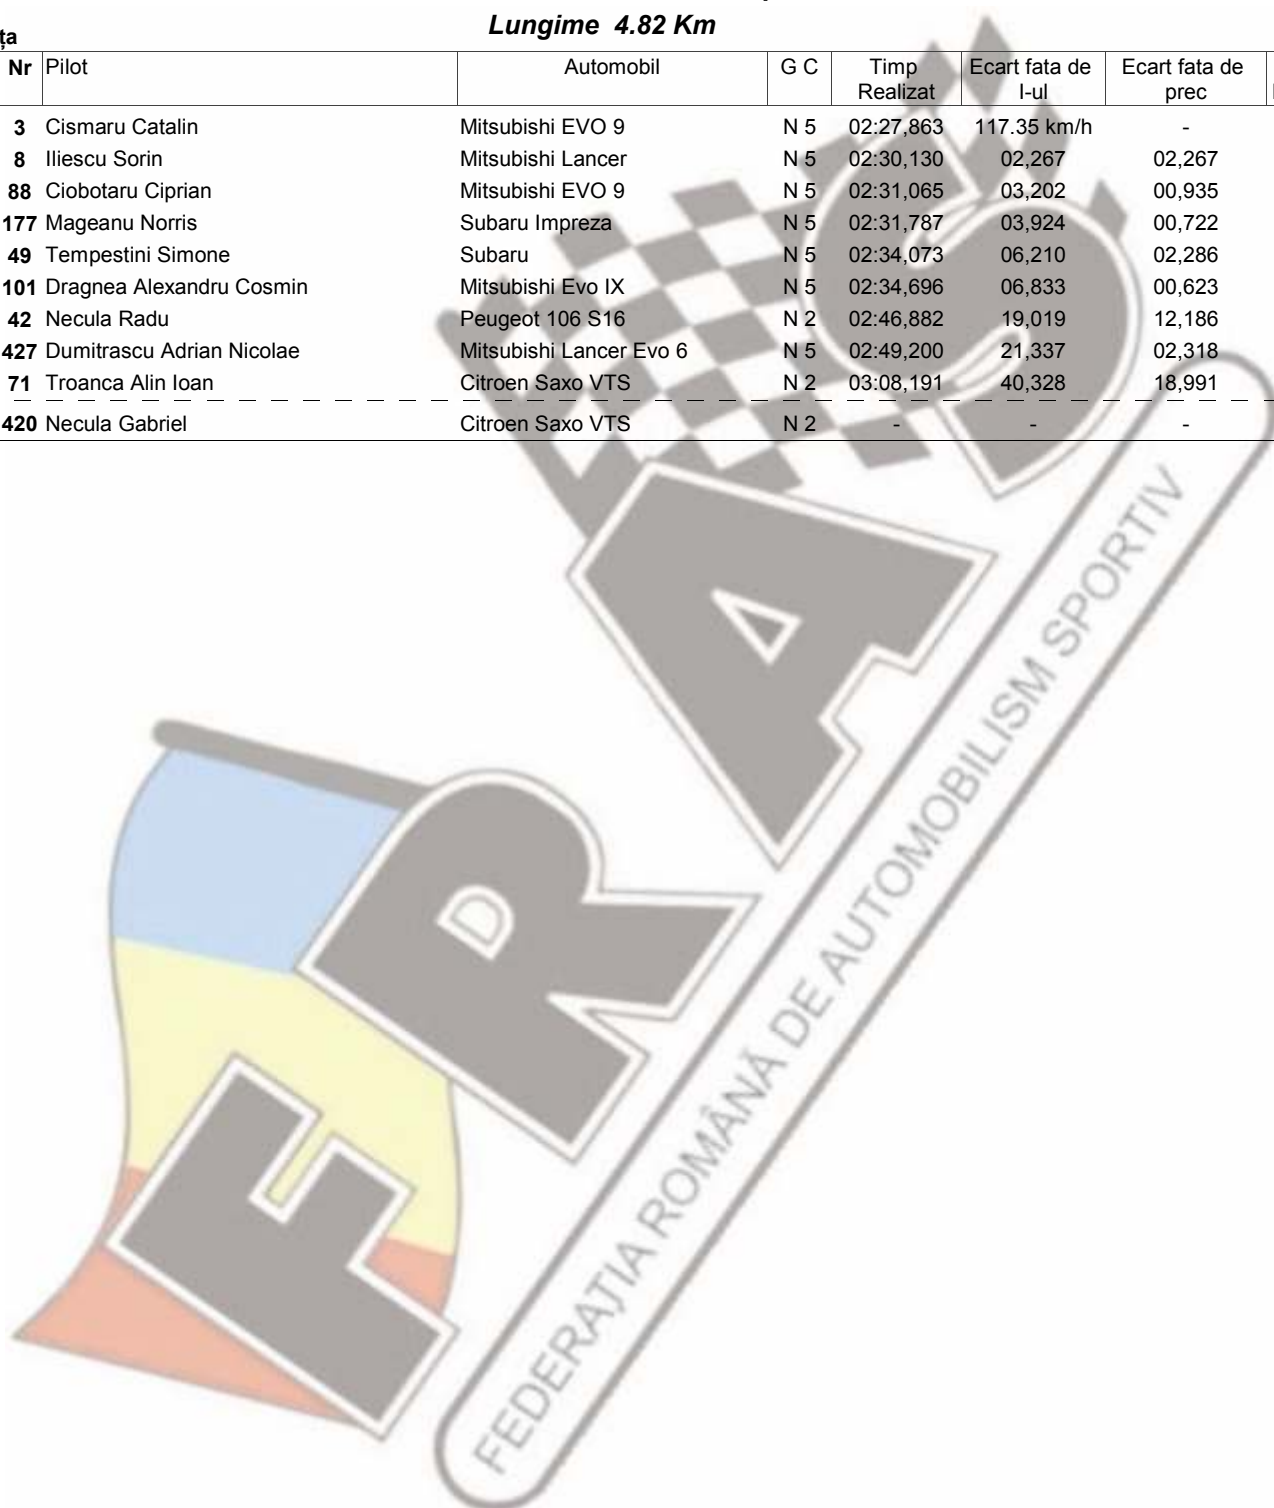 Lungime 4.82 Km
ța
Nr Pilot Automobil G C Timp Realizat Ecart fata de I-ul Ecart fata de prec
3 Cismaru Catalin Mitsubishi EVO 9 N 5 02:27,863 117.35 km/h -
8 Iliescu Sorin Mitsubishi Lancer N 5 02:30,130 02,267 02,267
88 Ciobotaru Ciprian Mitsubishi EVO 9 N 5 02:31,065 03,202 00,935
177 Mageanu Norris Subaru Impreza N 5 02:31,787 03,924 00,722
49 Tempestini Simone Subaru N 5 02:34,073 06,210 02,286
101 Dragnea Alexandru Cosmin Mitsubishi Evo IX N 5 02:34,696 06,833 00,623
42 Necula Radu Peugeot 106 S16 N 2 02:46,882 19,019 12,186
427 Dumitrascu Adrian Nicolae Mitsubishi Lancer Evo 6 N 5 02:49,200 21,337 02,318
71 Troanca Alin Ioan Citroen Saxo VTS N 2 03:08,191 40,328 18,991
420 Necula Gabriel Citroen Saxo VTS N 2 - - -
FRAS
FEDERAȚIA ROMÂNĂ DE AUTOMOBILISM SPORTIV